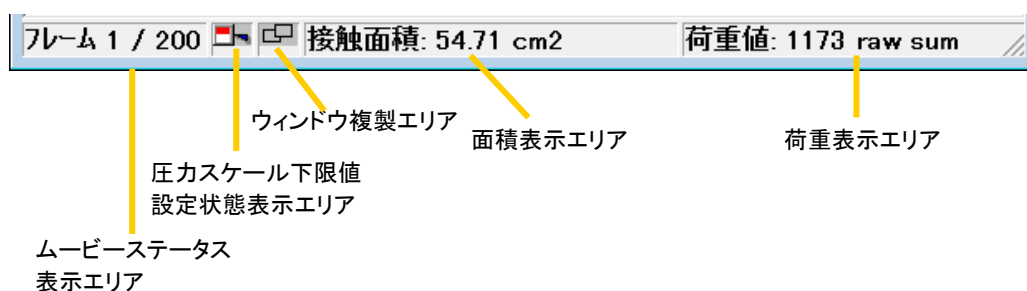 フレーム 1 / 200 接触面積: 54.71 cm2 荷重値: 1173 raw sum
ウィンドウ複製エリア
面積表示エリア
荷重表示エリア
圧力スケール下限値
設定状態表示エリア
ムービーステータス
表示エリア